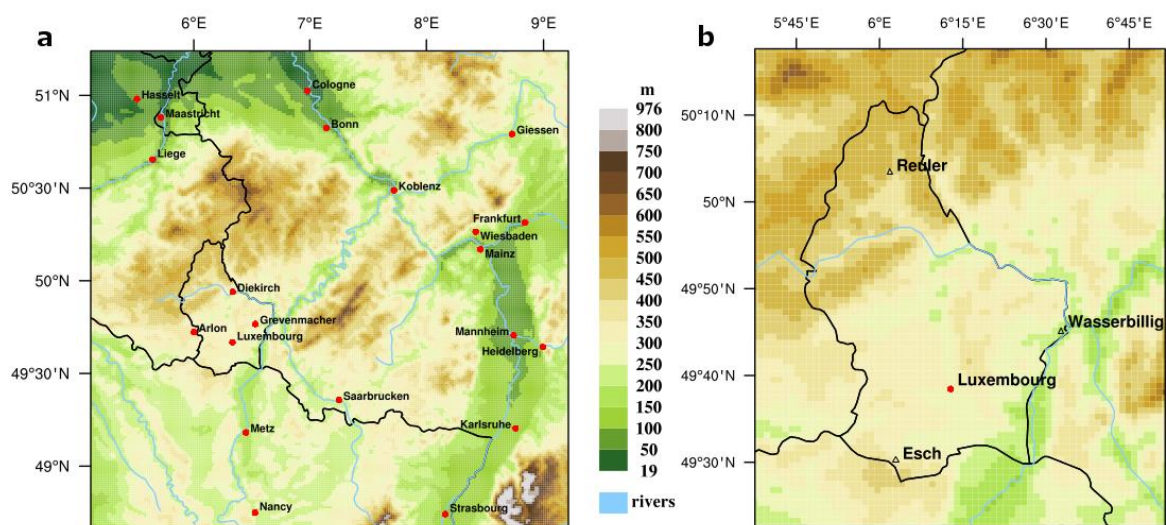 a
6°E 7°E 8°E 9°E
51°N
50°30'N
50°N
49°30'N
49°N
Hasselt
Maastricht
Liege
Cologne
Bonn
Giessen
Koblenz
Frankfurt
Wiesbaden
Mainz
Diekirch
Grevenmacher
Arlon
Luxembourg
Mannheim
Heidelberg
Saarbrucken
Metz
Karlsruhe
Nancy
Strasbourg
m
976
800
750
700
650
600
550
500
450
400
350
300
250
200
150
100
50
19
rivers
b
5°45'E 6°E 6°15'E 6°30'E 6°45'E
50°10'N
50°N
49°50'N
49°40'N
49°30'N
Reuler
Wasserbillig
Luxembourg
Esch